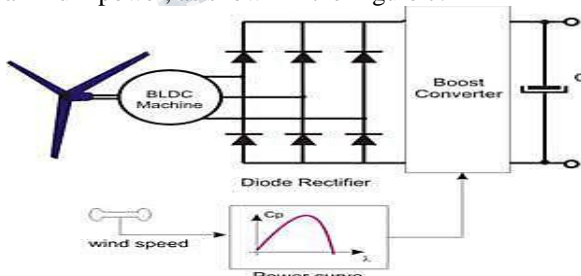 BLDC
Machine
Boost
Converter
C
Diode Rectifier
wind speed
Cp
λ
Power curve